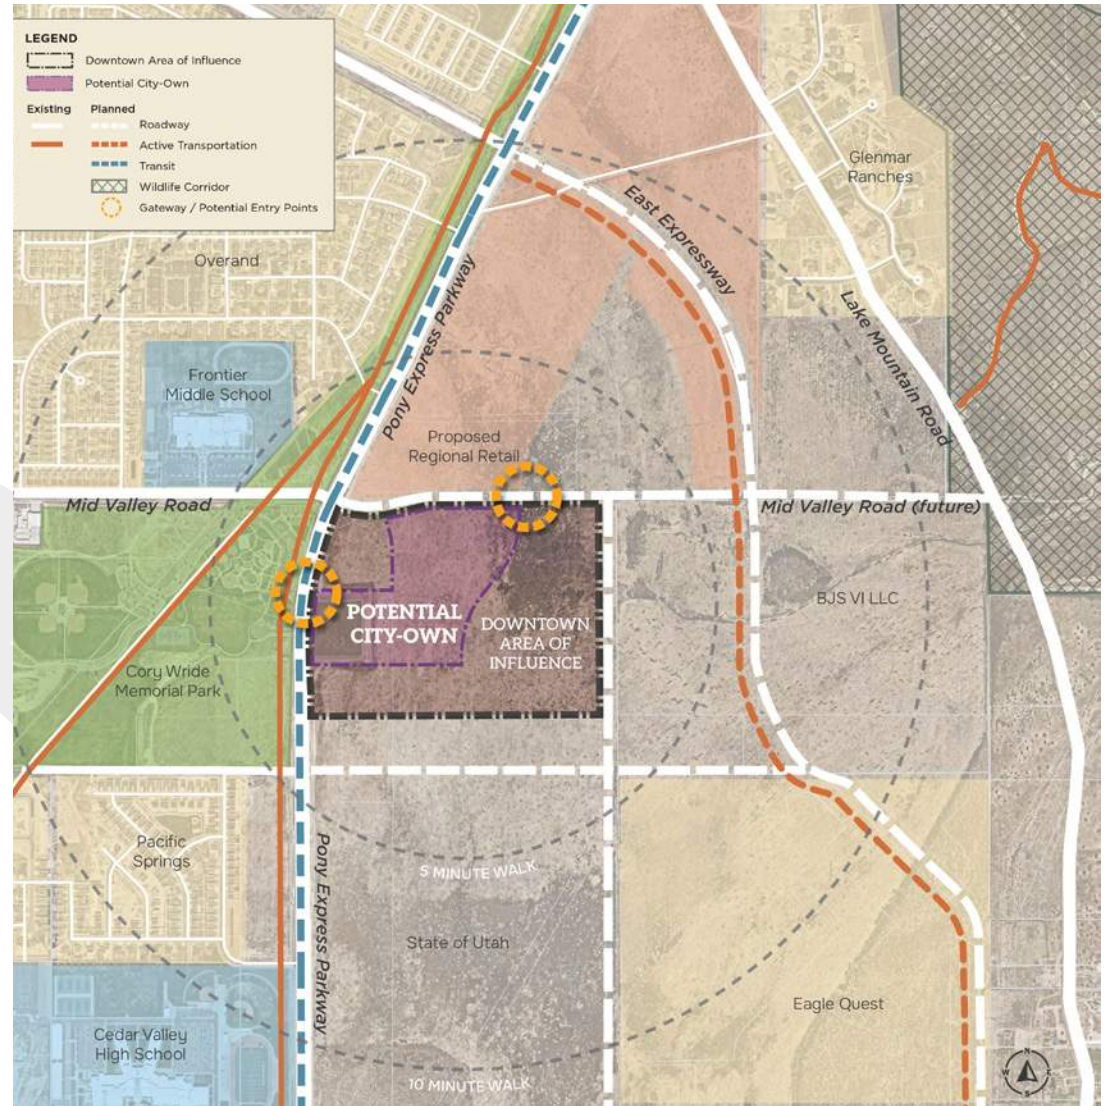 LEGEND
Downtown Area of Influence
Potential City-Own
Existing Planned
Roadway
Active Transportation
Transit
Wildlife Corridor
Gateway / Potential Entry Points
Glenmar
Ranches
East Expressway
Overand
Lake Mountain Road
Pony Express Parkway
Frontier
Middle School
Proposed
Regional Retail
Mid Valley Road
Mid Valley Road (future)
BJS VI LLC
POTENTIAL
CITY-OWN
DOWNTOWN
AREA OF
INFLUENCE
Cory Wride
Memorial Park
Pacific
Springs
Pony Express Parkway
5 MINUTE WALK
State of Utah
Eagle Quest
Cedar Valley
High School
10 MINUTE WALK
N
W E
S